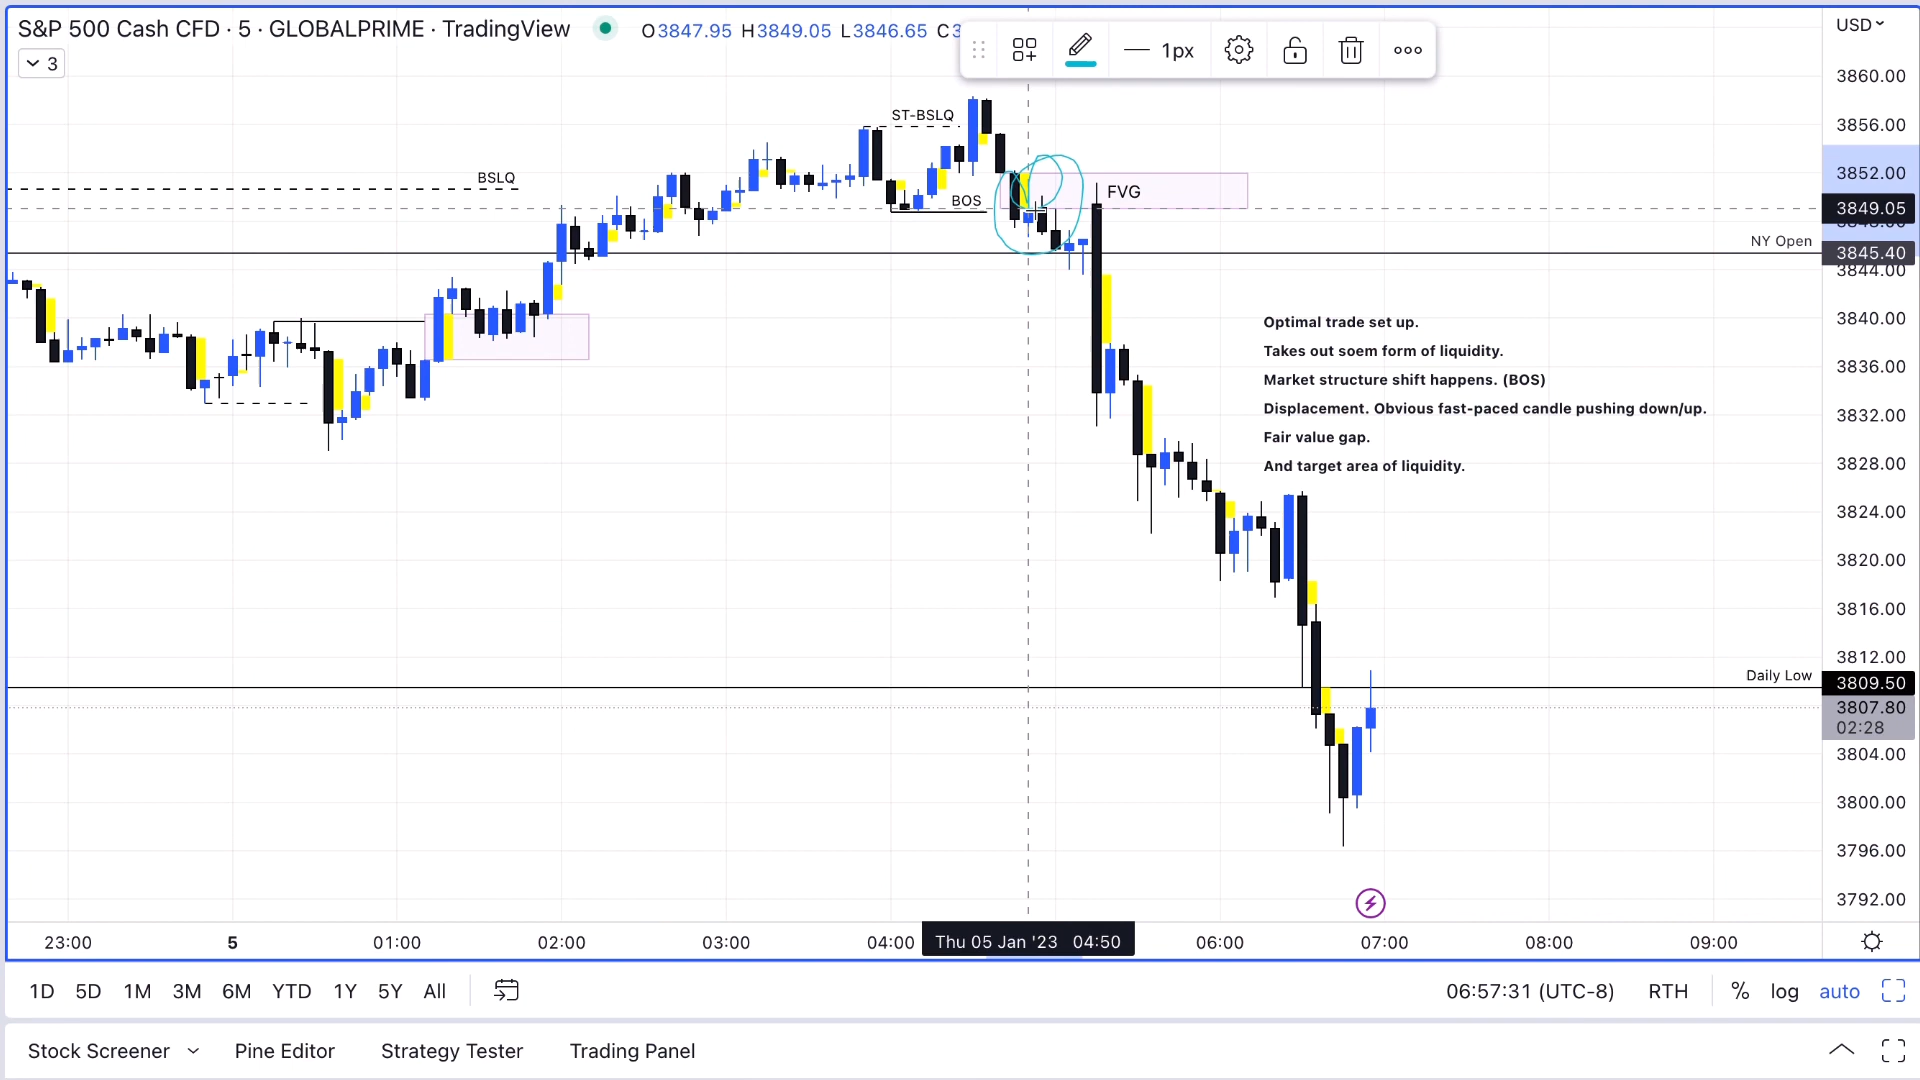 S&P 500 Cash CFD · 5 · GLOBALPRIME · TradingView O3847.95 H3849.05 L3846.65 C3
1px
USD
3
3860.00
ST-BSLQ
3856.00
BSLQ
3852.00
FVG
BOS
3849.05
NY Open
3845.40
3844.00
3840.00
Optimal trade set up.
Takes out soem form of liquidity.
Market structure shift happens. (BOS)
Displacement. Obvious fast-paced candle pushing down/up.
Fair value gap.
And target area of liquidity.
3836.00
3832.00
3828.00
3824.00
3820.00
3816.00
3812.00
Daily Low
3809.50
3807.80
02:28
3804.00
3800.00
3796.00
3792.00
23:00 5 01:00 02:00 03:00 04:00 Thu 05 Jan '23 04:50 06:00 07:00 08:00 09:00
1D 5D 1M 3M 6M YTD 1Y 5Y All 06:57:31 (UTC-8) RTH % log auto
Stock Screener Pine Editor Strategy Tester Trading Panel